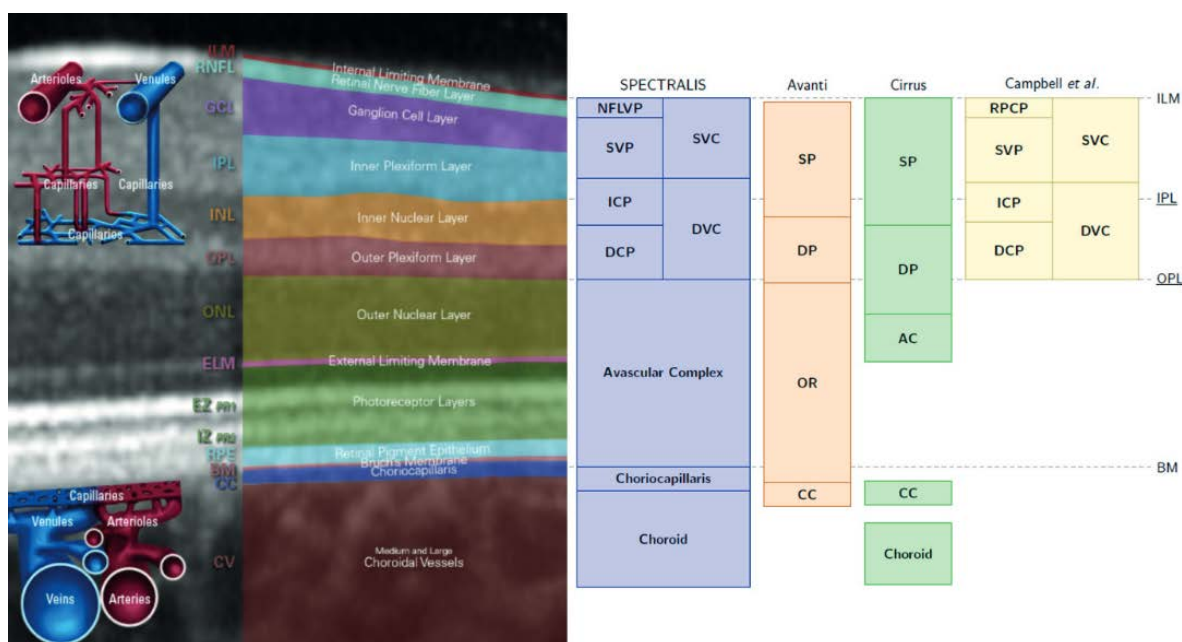 ILM
RNFL
GCL
IPL
INL
OPL
ONL
ELM
EZ PR1
IZ PR2
RPE
BM
CC
CV
Arterioles
Venules
Capillaries
Capillaries
Capillaries
Capillaries
Venules
Arterioles
Veins
Arteries
Internal Limiting Membrane
Retinal Nerve Fiber Layer
Ganglion Cell Layer
Inner Plexiform Layer
Inner Nuclear Layer
Outer Plexiform Layer
Outer Nuclear Layer
External Limiting Membrane
Photoreceptor Layers
Retinal Pigment Epithelium
Bruch's Membrane
Choriocapillaris
Medium and Large
Choroidal Vessels
SPECTRALIS
NFLVP
SVP
SVC
ICP
DCP
DVC
Avascular Complex
Choriocapillaris
Choroid
Avanti
SP
DP
OR
CC
Cirrus
SP
DP
AC
CC
Choroid
Campbell et al.
RPCP
SVP
SVC
ICP
DCP
DVC
ILM
IPL
OPL
BM